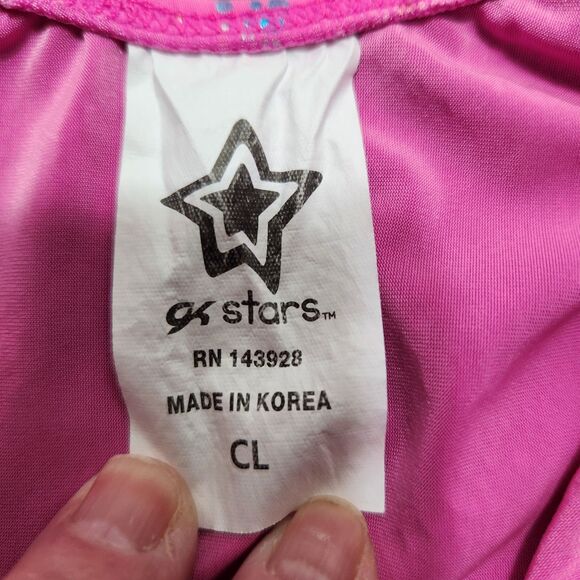 GK stars™
RN 143928
MADE IN KOREA
CL